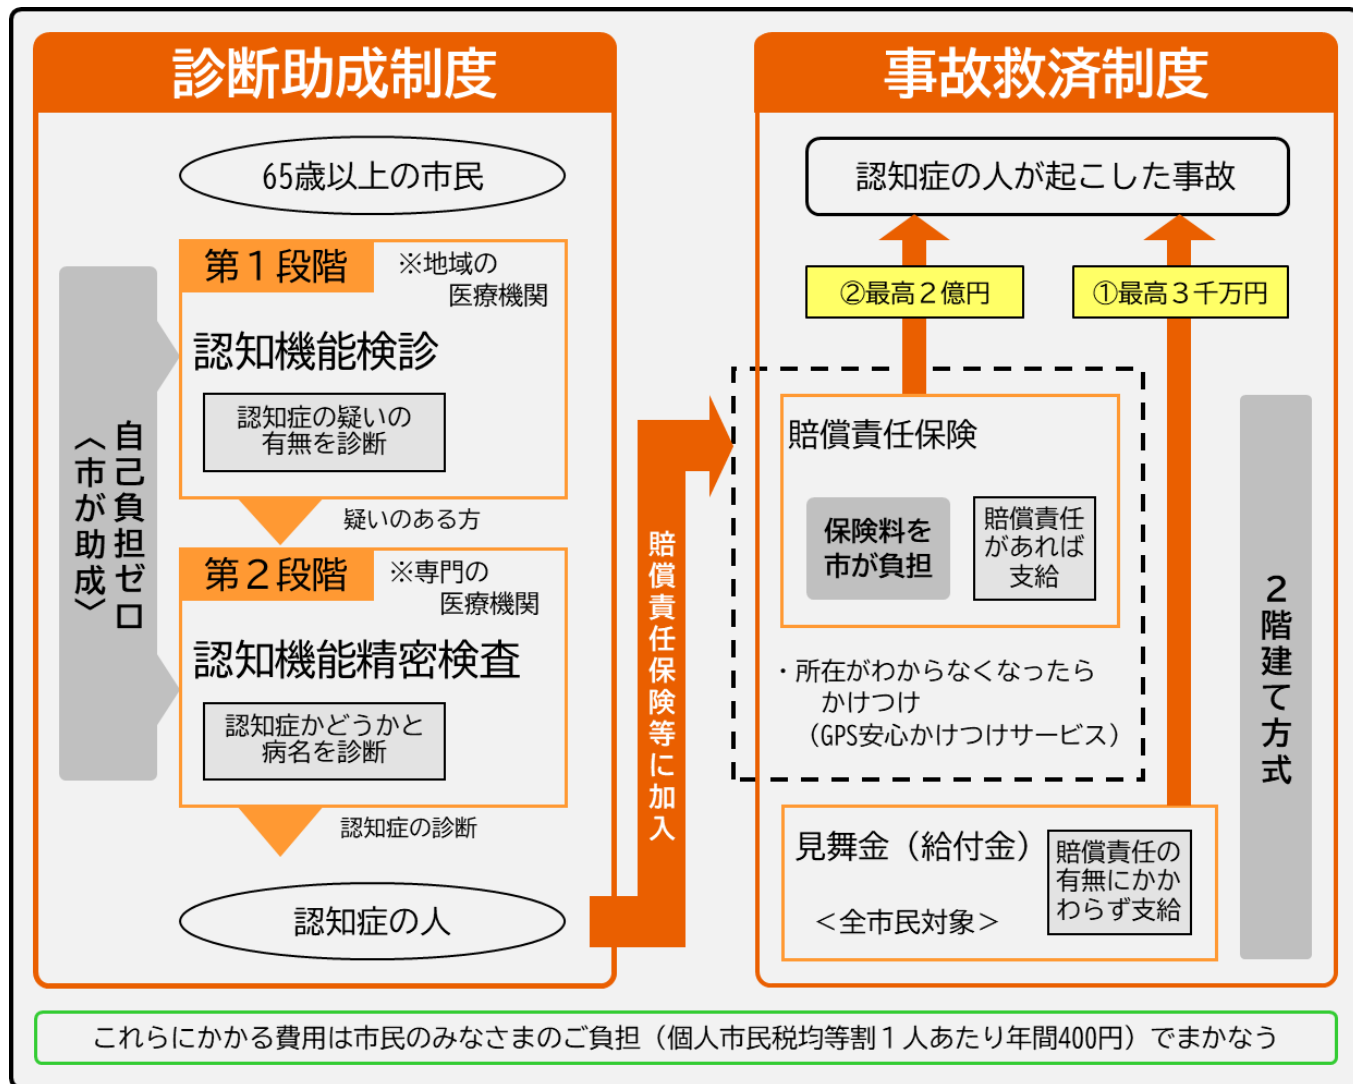 診断助成制度
65歳以上の市民
第１段階
※地域の
医療機関
認知機能検診
認知症の疑いの
有無を診断
疑いのある方
第２段階
※専門の
医療機関
認知機能精密検査
認知症かどうかと
病名を診断
認知症の診断
認知症の人
自己負担ゼロ
〈市が助成〉
賠償責任保険等に加入
事故救済制度
認知症の人が起こした事故
②最高２億円
①最高３千万円
賠償責任保険
保険料を
市が負担
賠償責任
があれば
支給
・所在がわからなくなったら
かけつけ
（GPS安心かけつけサービス）
見舞金（給付金）
＜全市民対象＞
賠償責任の
有無にかか
わらず支給
２階建て方式
これらにかかる費用は市民のみなさまのご負担（個人市民税均等割１人あたり年間400円）でまかなう